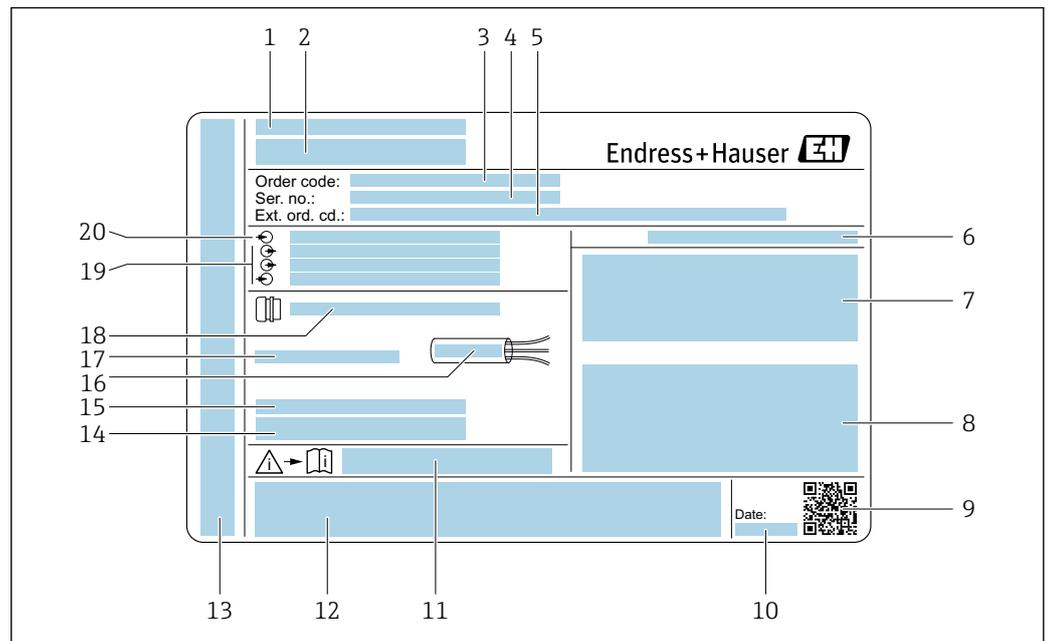 1 2 3 4 5
Endress+Hauser EH
Order code:
Ser. no.:
Ext. ord. cd.:
20
19
6
7
18
17
16
15
14
8
i i
Date:
9
13 12 11 10